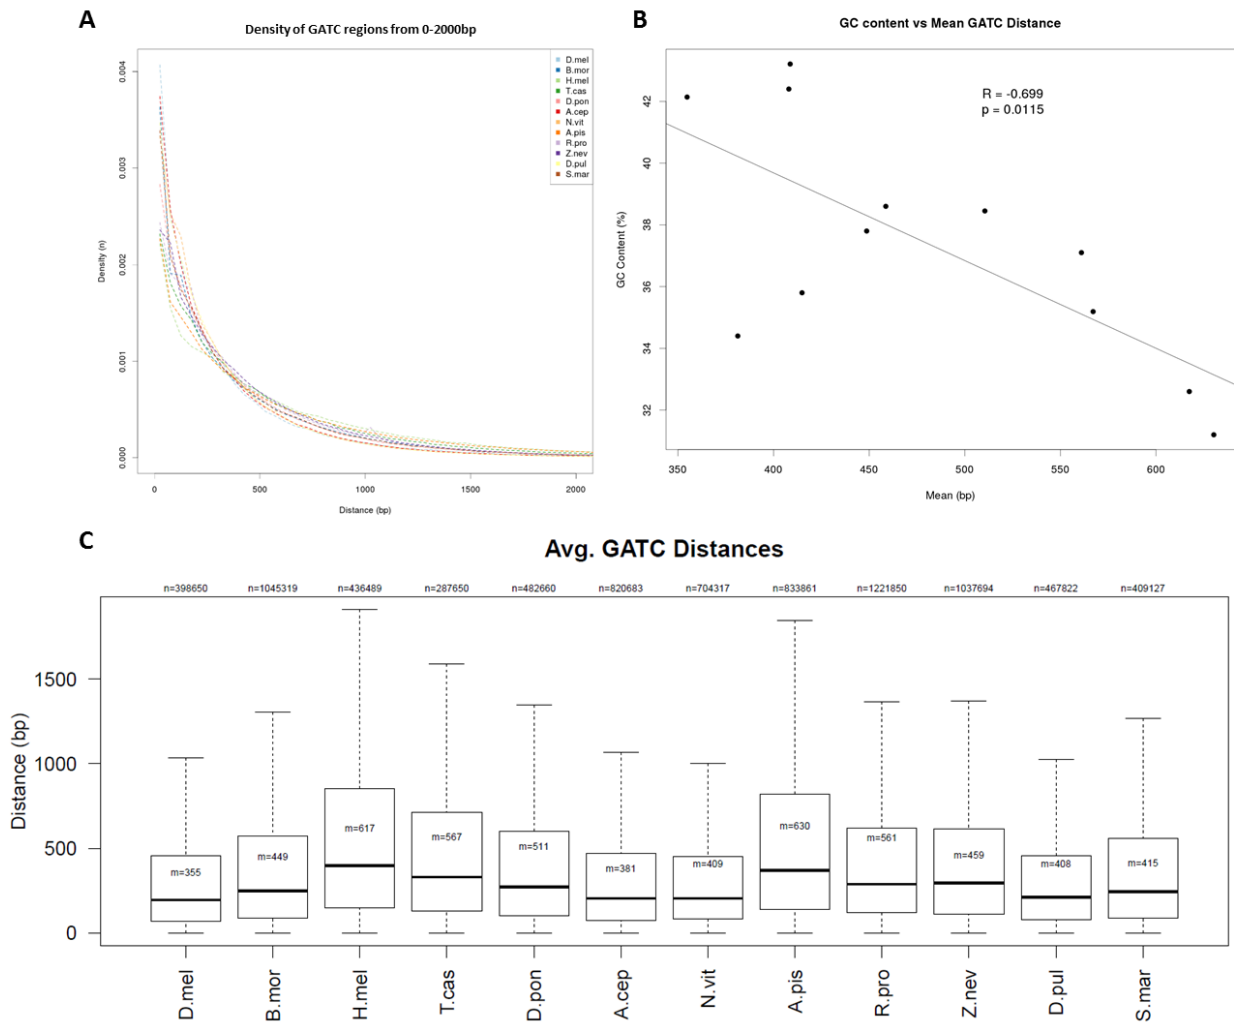 A
Density of GATC regions from 0-2000bp
Density (n)
0.004
0.003
0.002
0.001
0.000
D.mel
B.mor
H.mel
T.cas
D.pon
A.cep
N.vit
A.pis
R.pro
Z.nev
D.pul
S.mar
0 500 1000 1500 2000
Distance (bp)
B
GC content vs Mean GATC Distance
R = -0.699
p = 0.0115
GC Content (%)
42
40
38
36
34
32
350 400 450 500 550 600
Mean (bp)
C
Avg. GATC Distances
n=398650 n=1045319 n=436489 n=287650 n=482660 n=820683 n=704317 n=833861 n=1221850 n=1037694 n=467822 n=409127
Distance (bp)
1500
1000
500
0
m=355 m=449 m=617 m=567 m=511 m=381 m=409 m=630 m=561 m=459 m=408 m=415
D.mel B.mor H.mel T.cas D.pon A.cep N.vit A.pis R.pro Z.nev D.pul S.mar